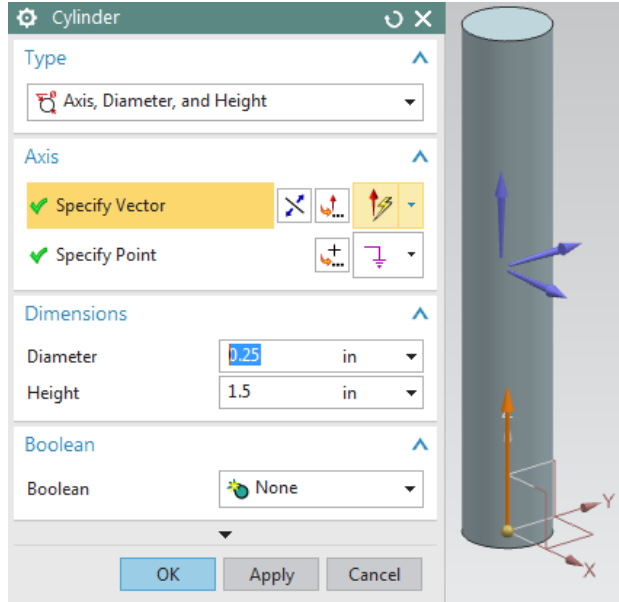 Cylinder
Type
Axis, Diameter, and Height
Axis
Specify Vector
Specify Point
Dimensions
Diameter 0.25 in
Height 1.5 in
Boolean
Boolean None
OK Apply Cancel
Y
X